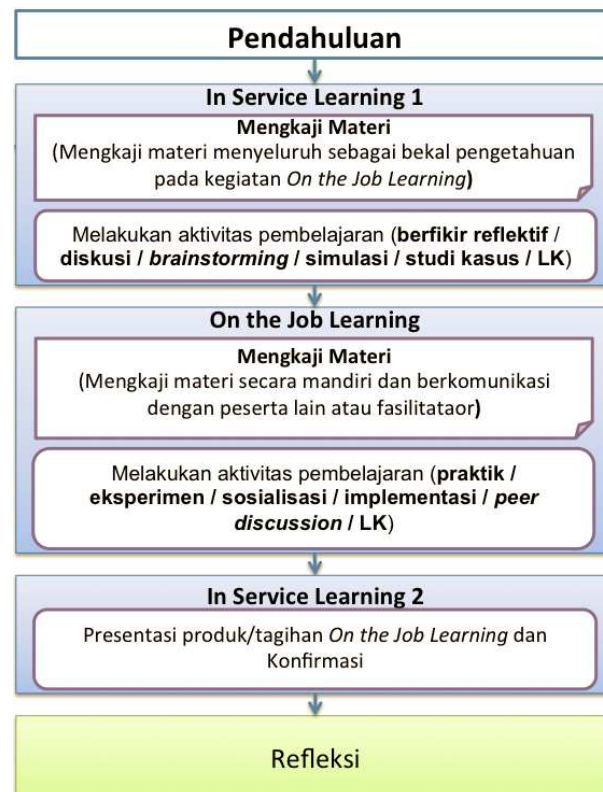 Pendahuluan
In Service Learning 1
Mengkaji Materi
(Mengkaji materi menyeluruh sebagai bekal pengetahuan
pada kegiatan On the Job Learning)
Melakukan aktivitas pembelajaran (berfikir reflektif /
diskusi / brainstorming / simulasi / studi kasus / LK)
On the Job Learning
Mengkaji Materi
(Mengkaji materi secara mandiri dan berkomunikasi
dengan peserta lain atau fasilitataor)
Melakukan aktivitas pembelajaran (praktik /
eksperimen / sosialisasi / implementasi / peer
discussion / LK)
In Service Learning 2
Presentasi produk/tagihan On the Job Learning dan
Konfirmasi
Refleksi